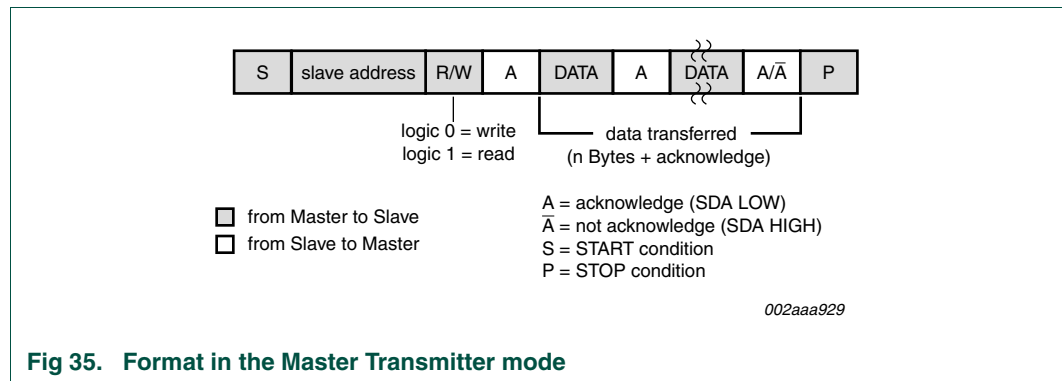 S slave address R/W A DATA A DATA A/A̅ P
logic 0 = write
logic 1 = read
data transferred
(n Bytes + acknowledge)
from Master to Slave
from Slave to Master
A = acknowledge (SDA LOW)
A̅ = not acknowledge (SDA HIGH)
S = START condition
P = STOP condition
002aaa929
Fig 35. Format in the Master Transmitter mode